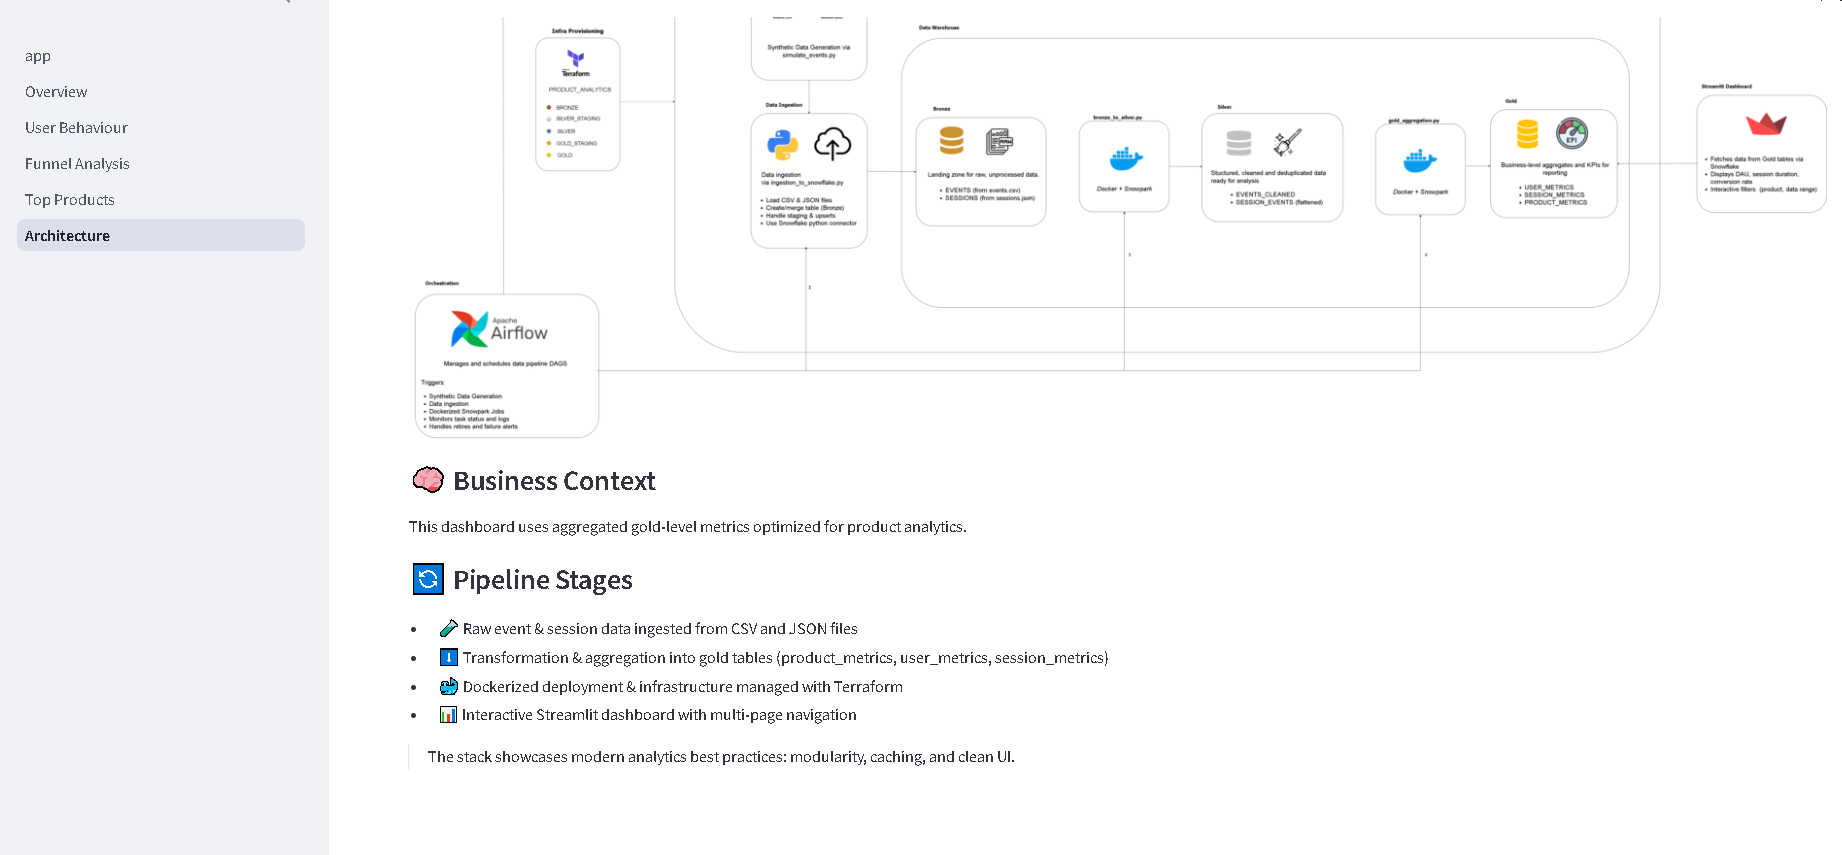 app
Overview
User Behaviour
Funnel Analysis
Top Products
Architecture
Infra Provisioning
Terraform
PRODUCT_ANALYTICS
BRONZE
SILVER_STAGING
SILVER
GOLD_STAGING
GOLD
Synthetic Data Generation via
simulate_events.py
Data Ingestion
Data ingestion
via ingestion_to_snowflake.py
Load CSV & JSON files
Create/merge table (Bronze)
Handle staging & upserts
Use Snowflake python connector
2
Data Warehouse
Bronze
Landing zone for raw, unprocessed data.
EVENTS (from events.csv)
SESSIONS (from sessions.json)
bronze_to_silver.py
Docker + Snowpark
3
Silver
Stuctured, cleaned and deduplicated data
ready for analysis
EVENTS_CLEANED
SESSION_EVENTS (flattened)
gold_aggregation.py
Docker + Snowpark
4
Gold
KPI
Business-level aggregates and KPIs for
reporting
USER_METRICS
SESSION_METRICS
PRODUCT_METRICS
Streamlit Dashboard
Fetches data from Gold tables via
Snowflake
Displays DAU, session duration,
conversion rate
Interactive filters (product, data range)
Orchestration
Apache
Airflow
Manages and schedules data pipeline DAGS
Triggers:
Synthetic Data Generation
Data ingestion
Dockerized Snowpark Jobs
Monitors task status and logs
Handles retires and failure alerts
Business Context
This dashboard uses aggregated gold-level metrics optimized for product analytics.
Pipeline Stages
Raw event & session data ingested from CSV and JSON files
Transformation & aggregation into gold tables (product_metrics, user_metrics, session_metrics)
Dockerized deployment & infrastructure managed with Terraform
Interactive Streamlit dashboard with multi-page navigation
The stack showcases modern analytics best practices: modularity, caching, and clean UI.